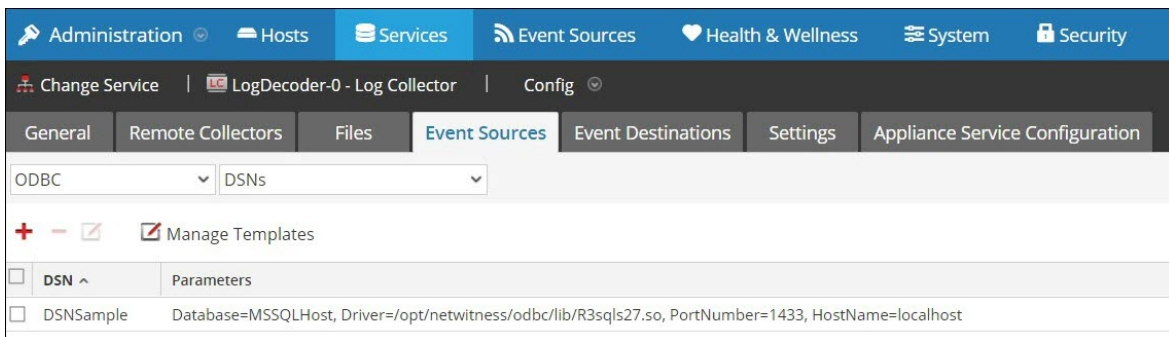 Administration Hosts Services Event Sources Health & Wellness System Security
Change Service | LC LogDecoder-0 - Log Collector | Config
General Remote Collectors Files Event Sources Event Destinations Settings Appliance Service Configuration
ODBC DSNs
Manage Templates
DSN Parameters
DSNSample Database=MSSQLHost, Driver=/opt/netwitness/odbc/lib/R3sqls27.so, PortNumber=1433, HostName=localhost